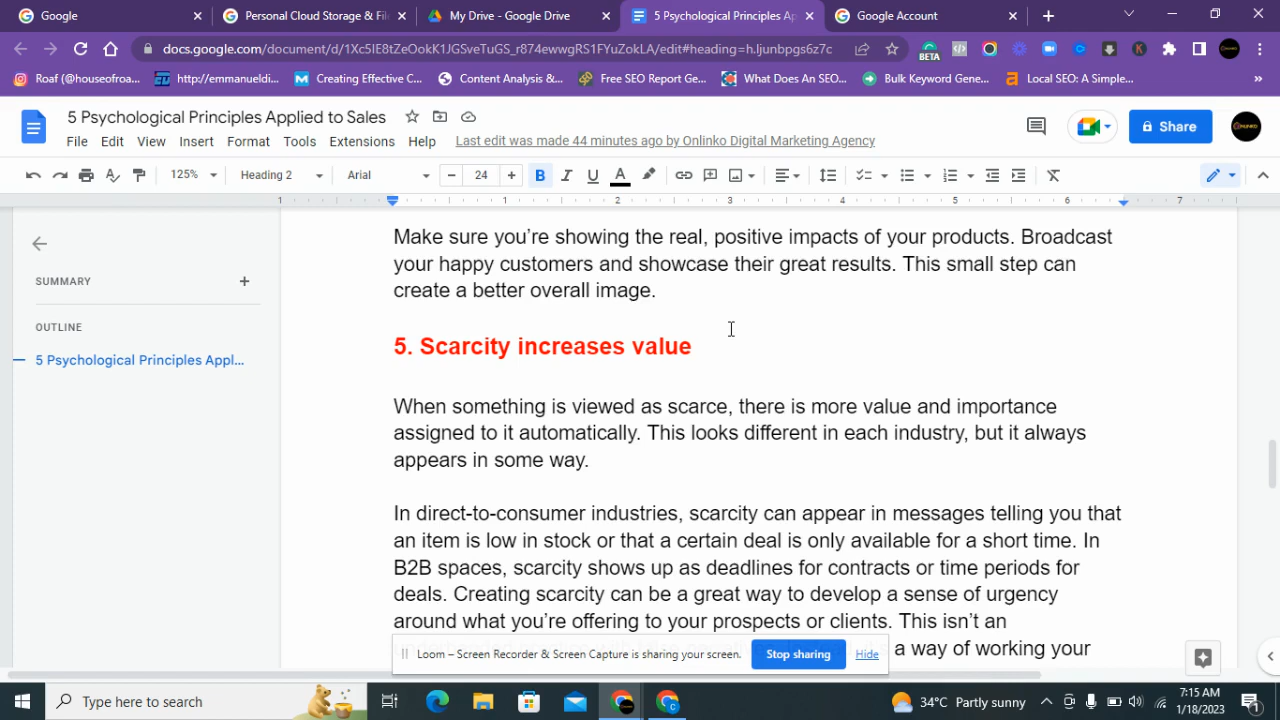 Google
Personal Cloud Storage & Fil
My Drive - Google Drive
5 Psychological Principles Ap
Google Account
docs.google.com/document/d/1Xc5IE8tZeOokK1JGSveTuGS_r874ewwgRS1FYuZokLA/edit#heading=h.ljunbpgs6z7c
BETA
Roaf (@houseofroa...
http://emmanueldi...
Creating Effective C...
Content Analysis &...
Free SEO Report Ge...
What Does An SEO...
Bulk Keyword Gene...
Local SEO: A Simple...
5 Psychological Principles Applied to Sales
Share
File Edit View Insert Format Tools Extensions Help
Last edit was made 44 minutes ago by Onlinko Digital Marketing Agency
125% Heading 2 Arial 24
1 1 2 3 4 5 6 7
SUMMARY
OUTLINE
5 Psychological Principles Appl...
Make sure you're showing the real, positive impacts of your products. Broadcast
your happy customers and showcase their great results. This small step can
create a better overall image.
5. Scarcity increases value
When something is viewed as scarce, there is more value and importance
assigned to it automatically. This looks different in each industry, but it always
appears in some way.
In direct-to-consumer industries, scarcity can appear in messages telling you that
an item is low in stock or that a certain deal is only available for a short time. In
B2B spaces, scarcity shows up as deadlines for contracts or time periods for
deals. Creating scarcity can be a great way to develop a sense of urgency
around what you're offering to your prospects or clients. This isn't an
a way of working your
Loom – Screen Recorder & Screen Capture is sharing your screen.
Stop sharing
Hide
Type here to search
34°C Partly sunny
7:15 AM
1/18/2023